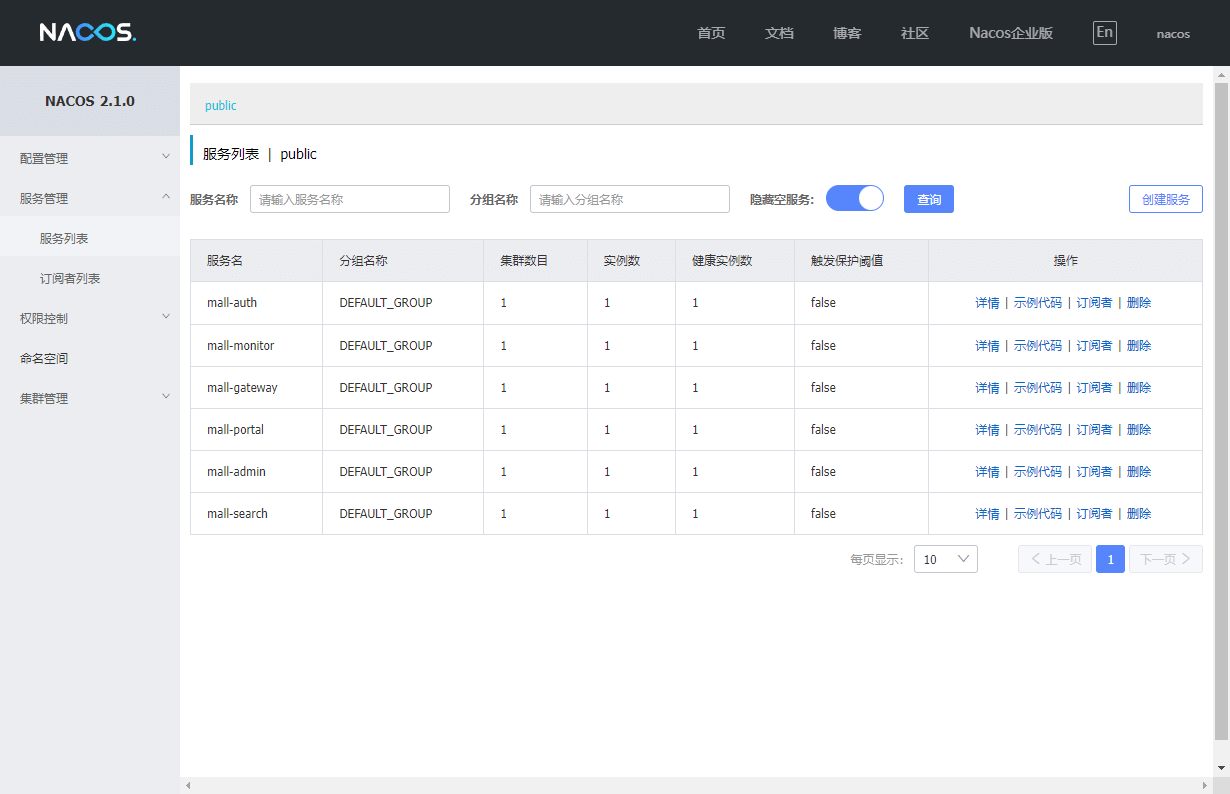 NACOS.
首页 文档 博客 社区 Nacos企业版 En nacos
NACOS 2.1.0
配置管理
服务管理
服务列表
订阅者列表
权限控制
命名空间
集群管理
public
服务列表 | public
服务名称 请输入服务名称 分组名称 请输入分组名称 隐藏空服务: 查询 创建服务
服务名 分组名称 集群数目 实例数 健康实例数 触发保护阈值 操作
mall-auth DEFAULT_GROUP 1 1 1 false 详情 | 示例代码 | 订阅者 | 删除
mall-monitor DEFAULT_GROUP 1 1 1 false 详情 | 示例代码 | 订阅者 | 删除
mall-gateway DEFAULT_GROUP 1 1 1 false 详情 | 示例代码 | 订阅者 | 删除
mall-portal DEFAULT_GROUP 1 1 1 false 详情 | 示例代码 | 订阅者 | 删除
mall-admin DEFAULT_GROUP 1 1 1 false 详情 | 示例代码 | 订阅者 | 删除
mall-search DEFAULT_GROUP 1 1 1 false 详情 | 示例代码 | 订阅者 | 删除
每页显示: 10 上一页 1 下一页